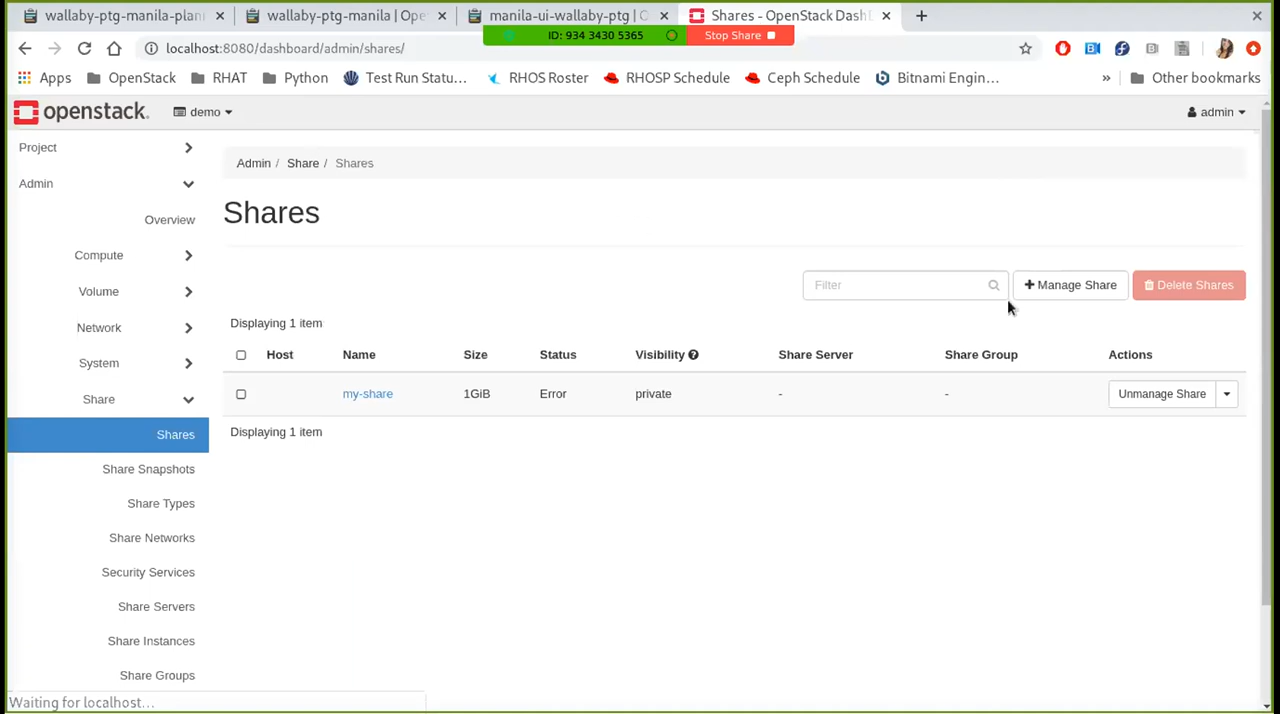 wallaby-ptg-manila-plan
wallaby-ptg-manila | Ope
manila-ui-wallaby-ptg | O
Shares - OpenStack Dash
ID: 934 3430 5365
Stop Share
localhost:8080/dashboard/admin/shares/
Apps
OpenStack
RHAT
Python
Test Run Statu...
RHOS Roster
RHOSP Schedule
Ceph Schedule
Bitnami Engin...
»
Other bookmarks
openstack.
demo
admin
Project
Admin
Overview
Compute
Volume
Network
System
Share
Shares
Share Snapshots
Share Types
Share Networks
Security Services
Share Servers
Share Instances
Share Groups
Admin / Share / Shares
Shares
Filter
+ Manage Share
Delete Shares
Displaying 1 item
Host Name Size Status Visibility Share Server Share Group Actions
my-share 1GiB Error private - - Unmanage Share
Displaying 1 item
Waiting for localhost...